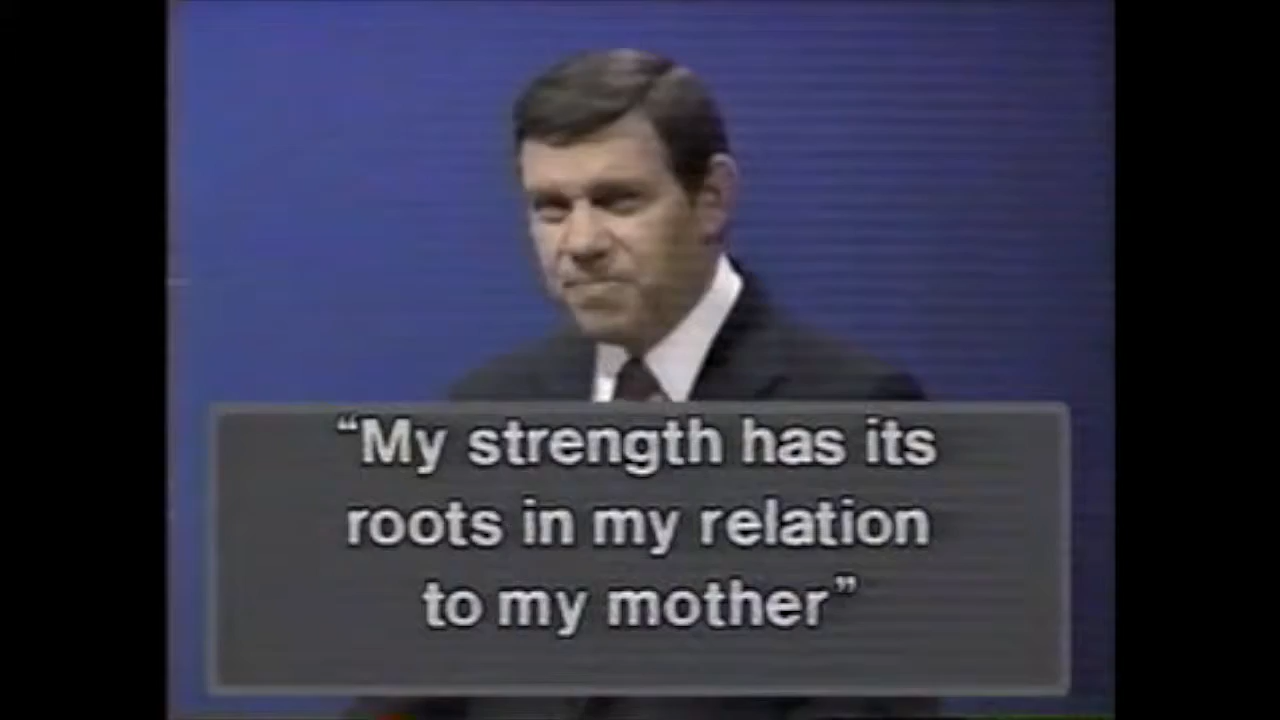 “My strength has its
roots in my relation
to my mother”